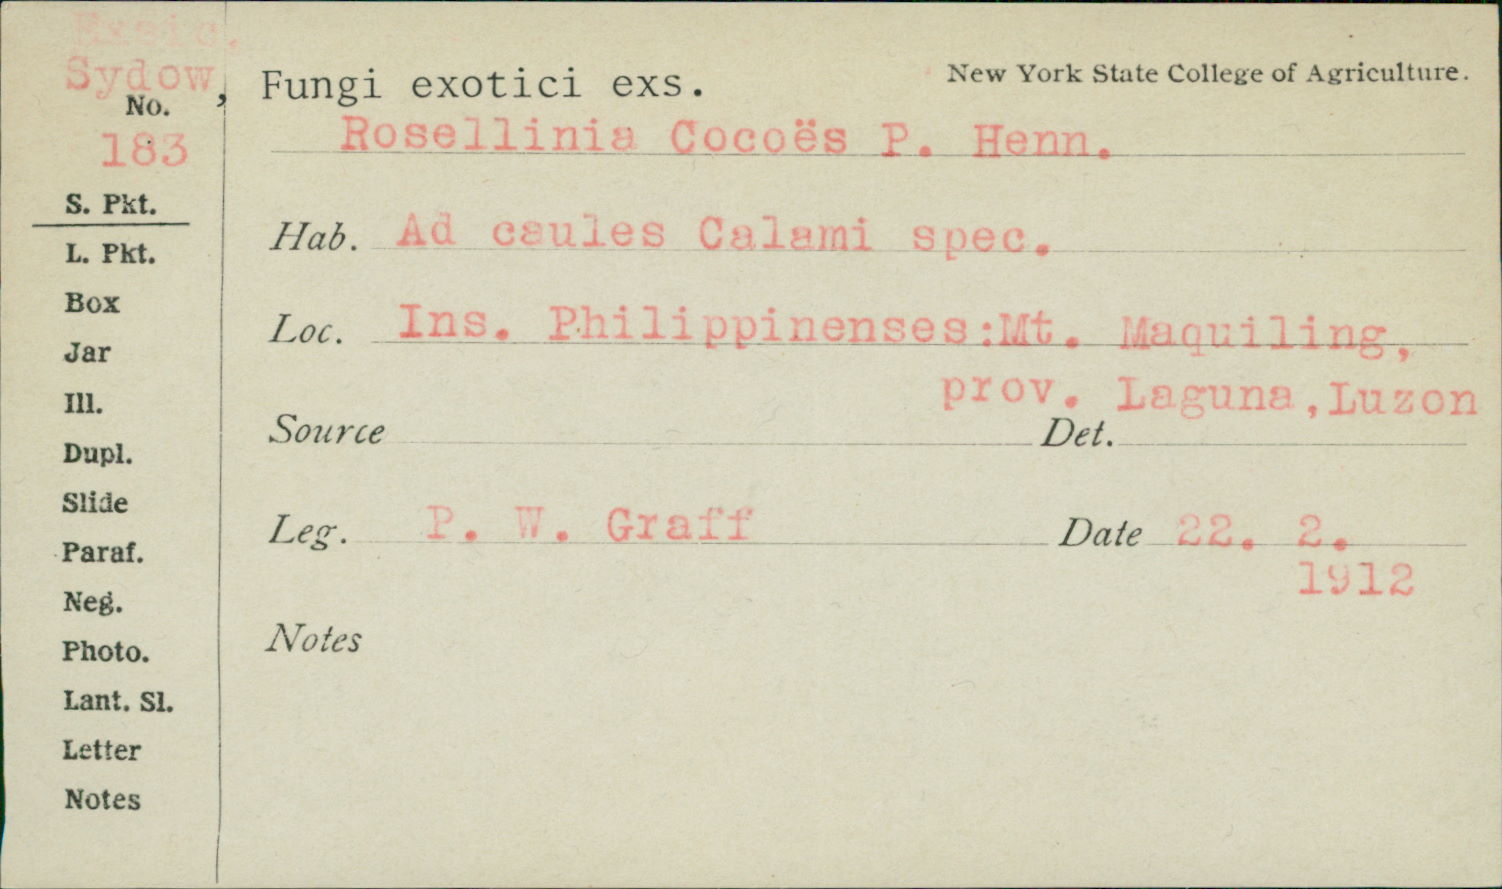 Exsic.
Sydow, Fungi exotici exs.
New York State College of Agriculture.
No.
183
Rosellinia Cocoës P. Henn.
S. Pkt.
L. Pkt.
Box
Jar
Ill.
Dupl.
Slide
Paraf.
Neg.
Photo.
Lant. Sl.
Letter
Notes
Hab. Ad caules Calami spec.
Loc. Ins. Philippinenses:Mt. Maquiling,
prov. Laguna,Luzon
Source Det.
Leg. P. W. Graff Date 22. 2.
1912
Notes